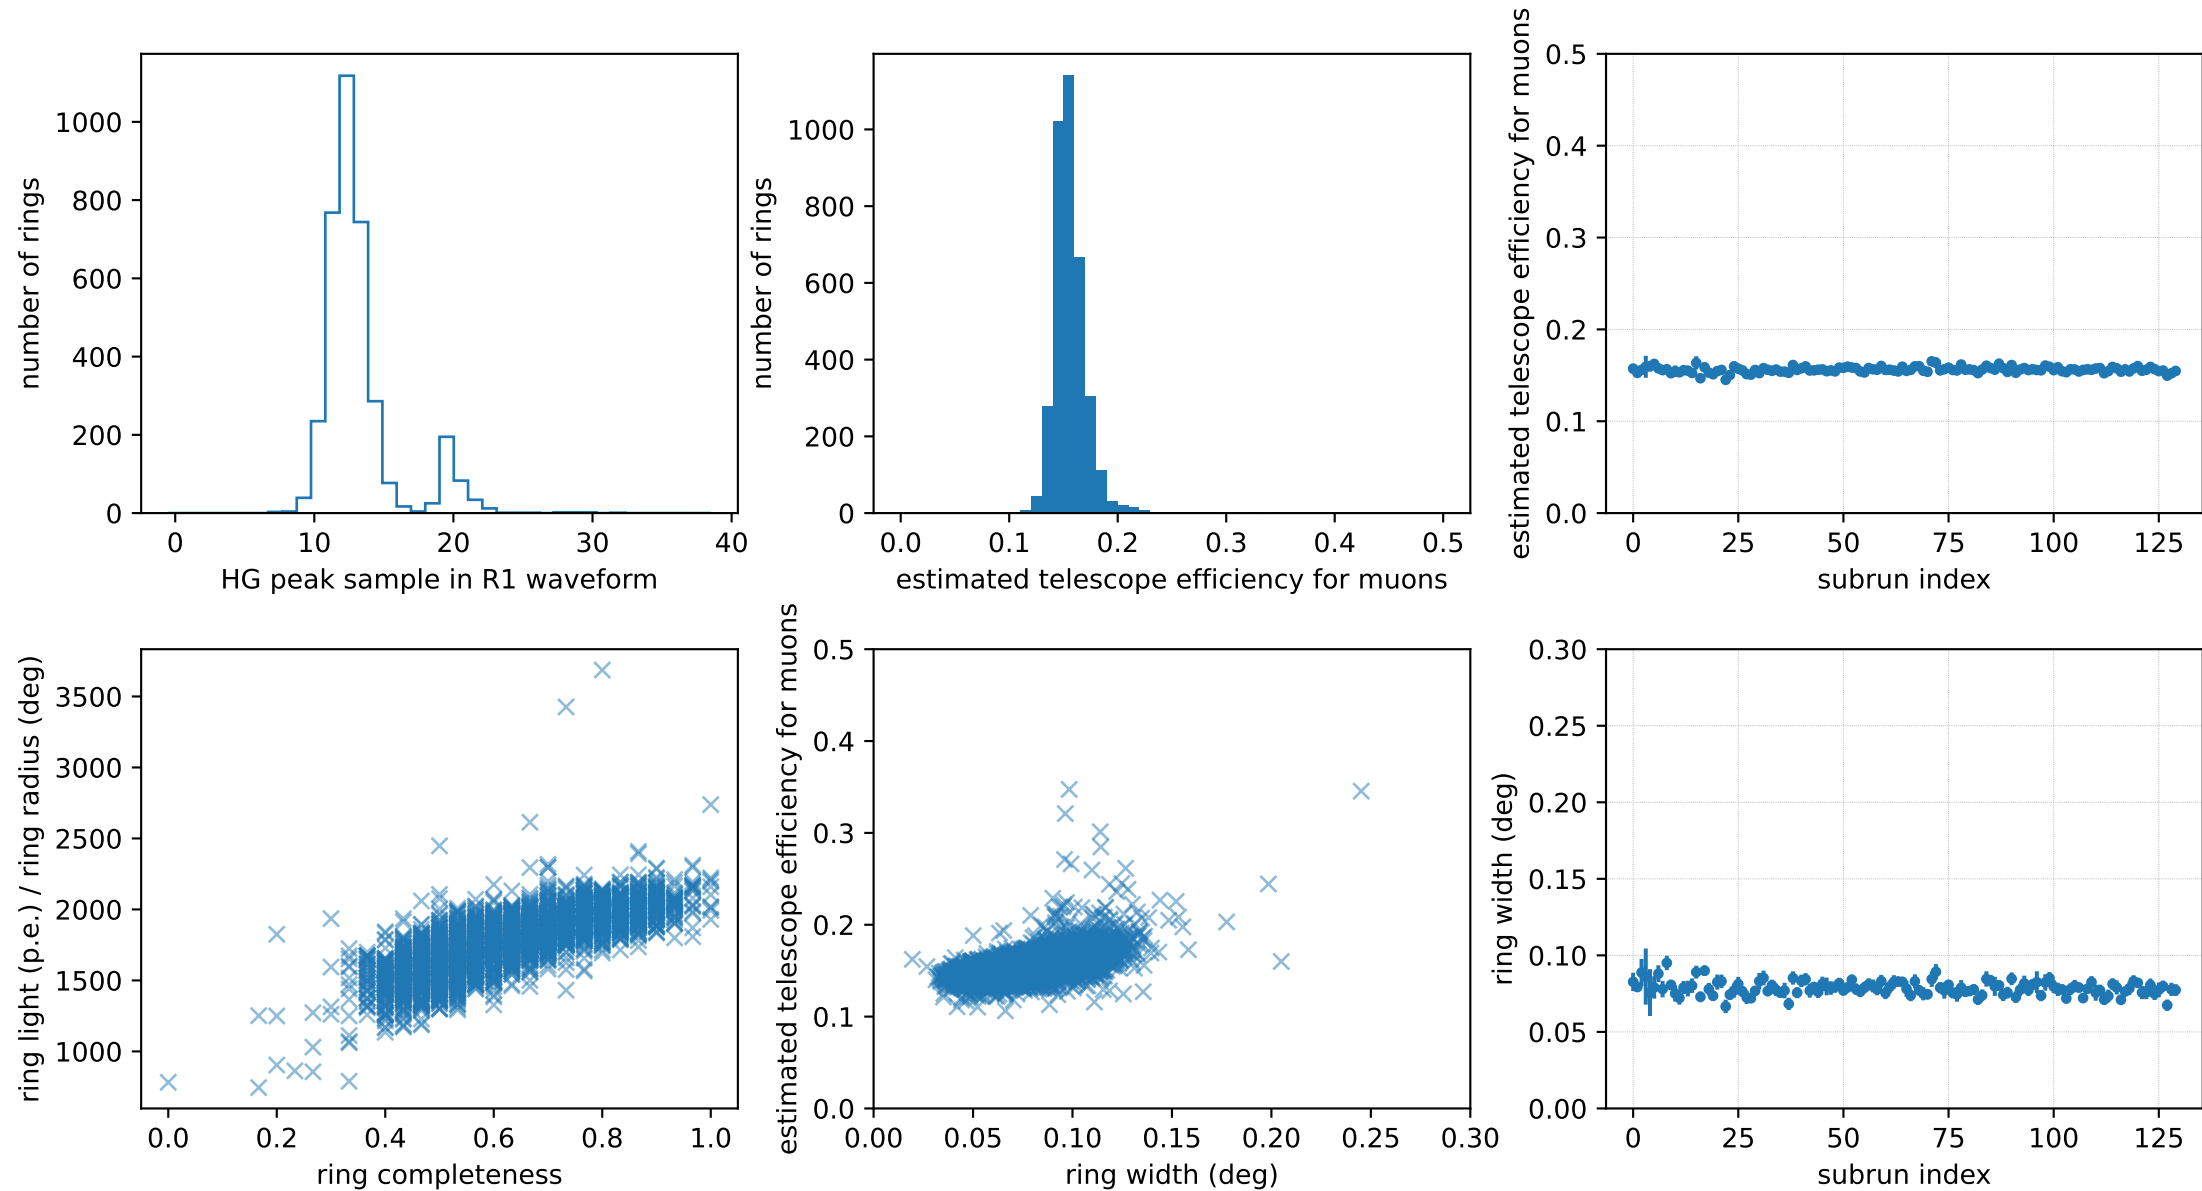 number of rings
1000
800
600
400
200
0
0 10 20 30 40
HG peak sample in R1 waveform
number of rings
1000
800
600
400
200
0
0.0 0.1 0.2 0.3 0.4 0.5
estimated telescope efficiency for muons
estimated telescope efficiency for muons
0.5
0.4
0.3
0.2
0.1
0.0
0 25 50 75 100 125
subrun index
ring light (p.e.) / ring radius (deg)
3500
3000
2500
2000
1500
1000
0.0 0.2 0.4 0.6 0.8 1.0
ring completeness
estimated telescope efficiency for muons
0.5
0.4
0.3
0.2
0.1
0.0
0.00 0.05 0.10 0.15 0.20 0.25 0.30
ring width (deg)
ring width (deg)
0.30
0.25
0.20
0.15
0.10
0.05
0.00
0 25 50 75 100 125
subrun index